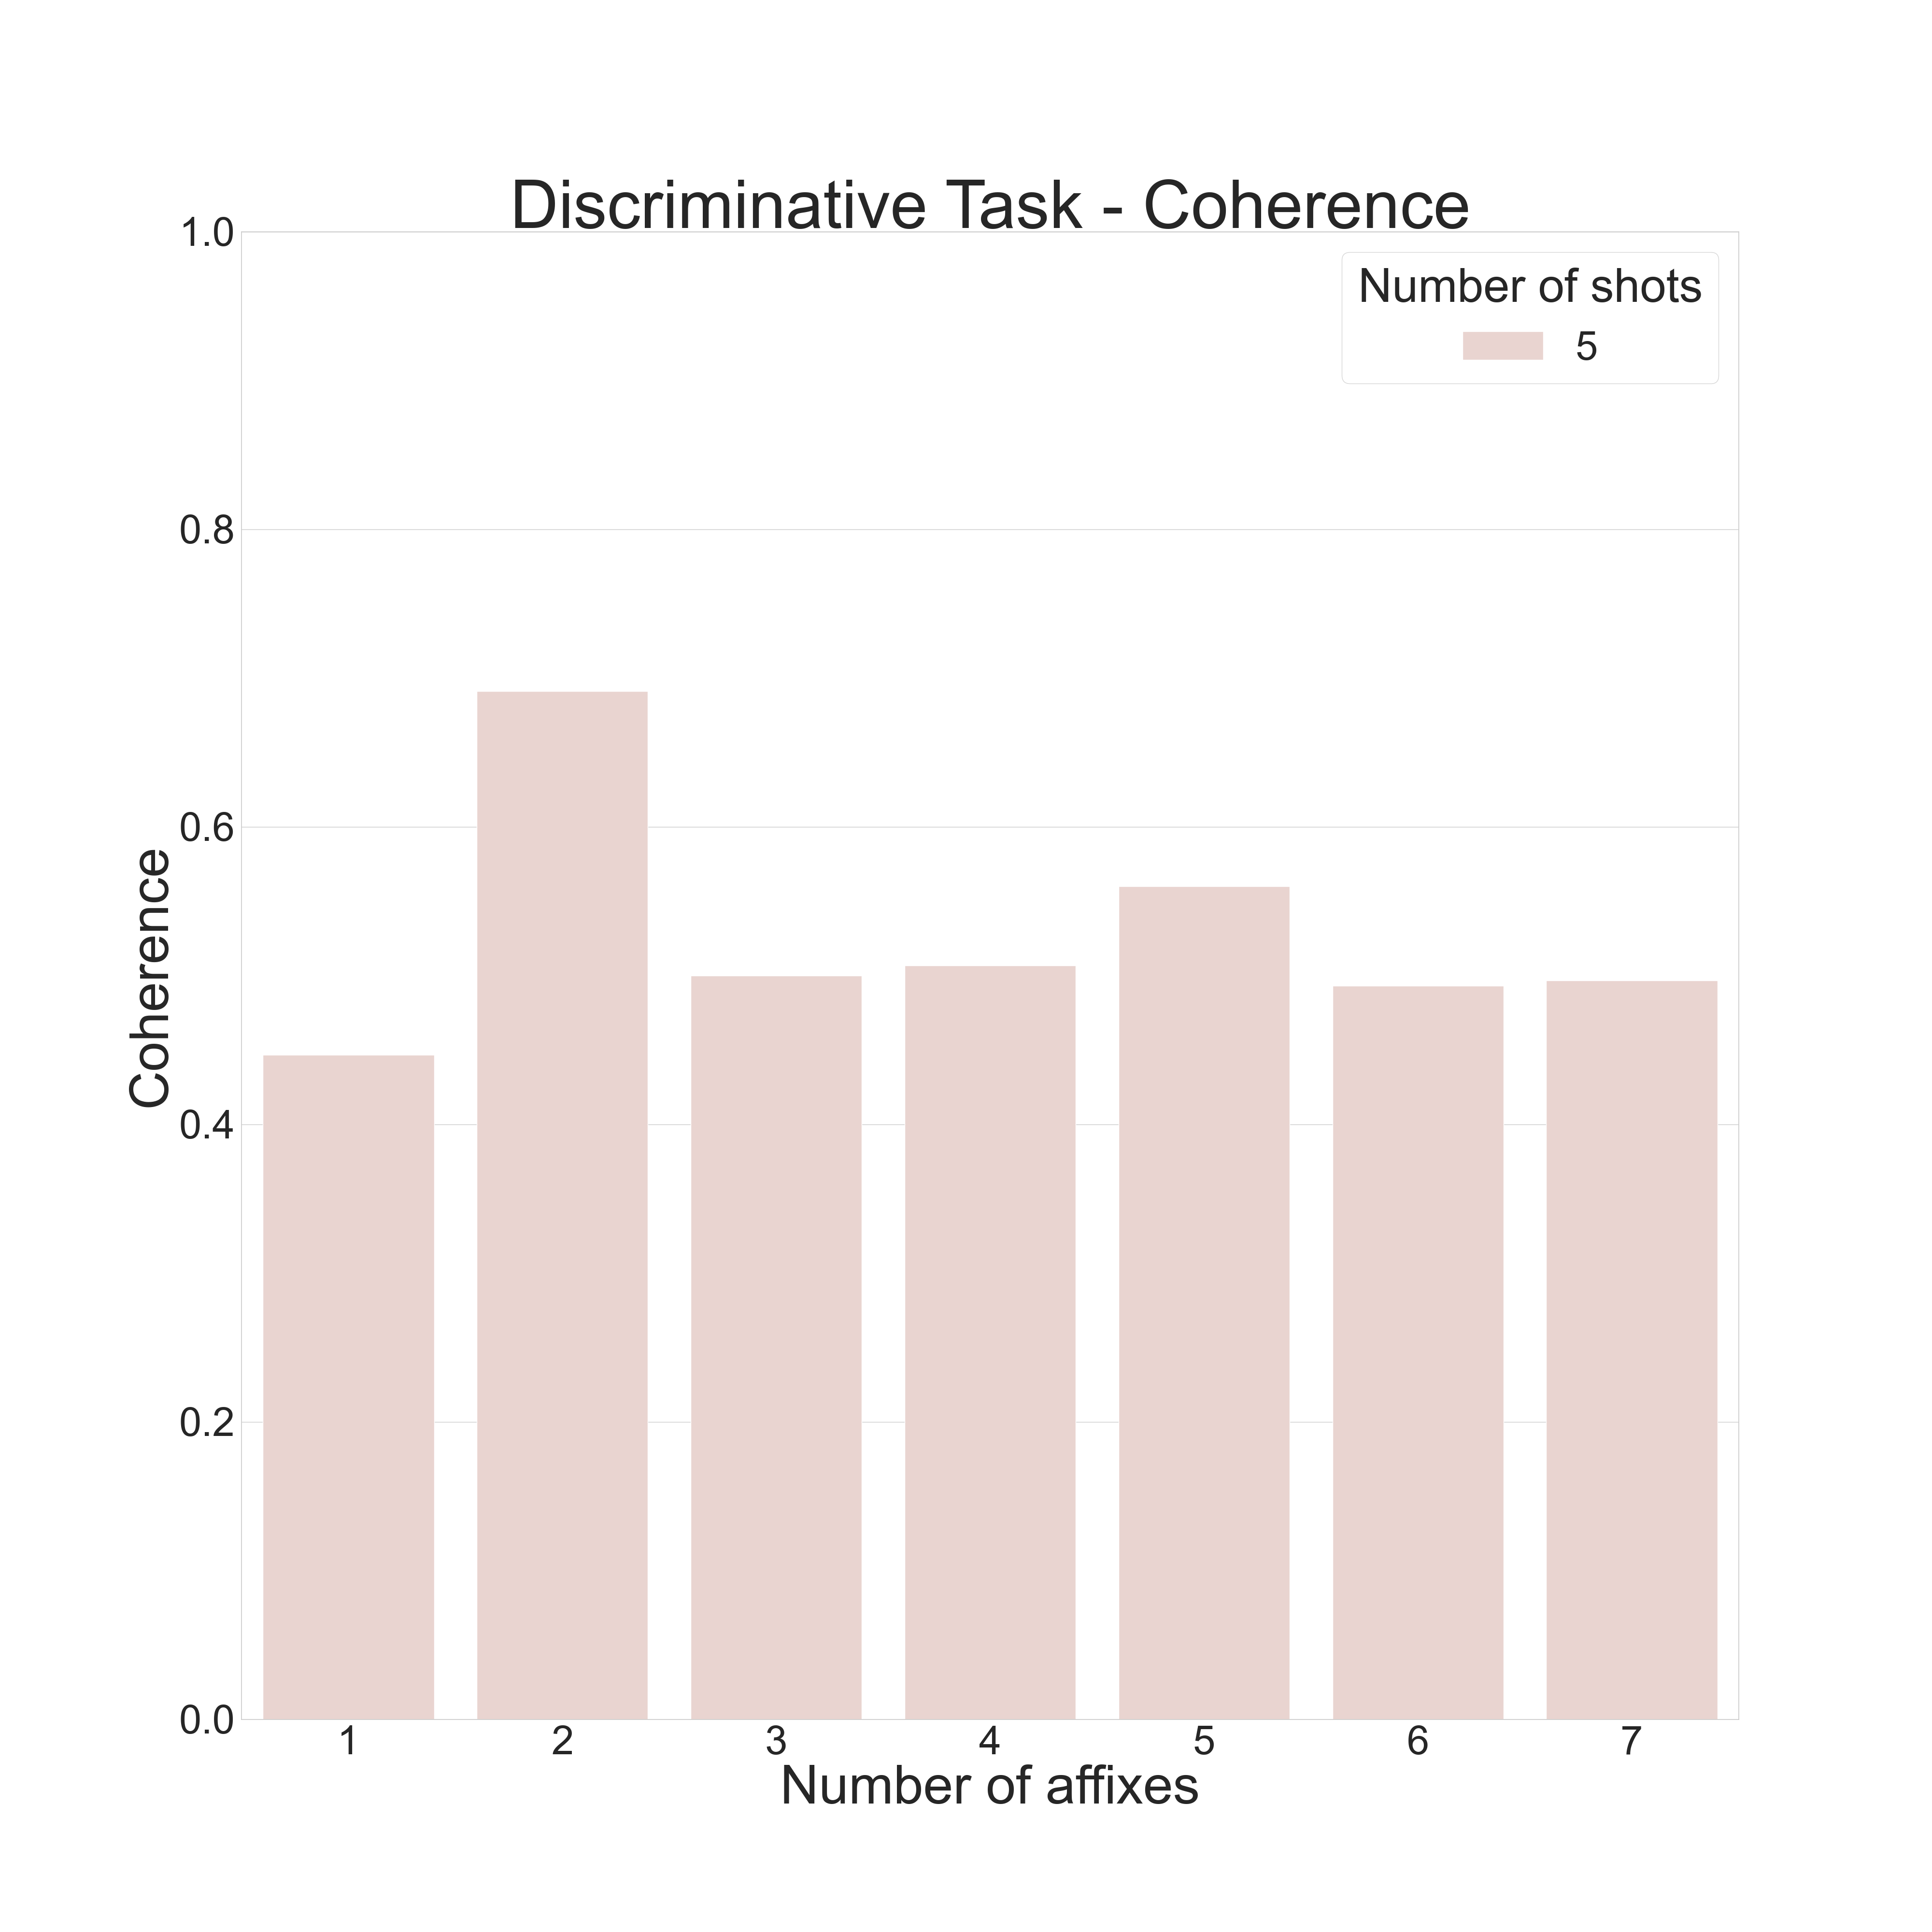 Discriminative Task - Coherence
1.0
Number of shots
5
0.8
0.6
Coherence
0.4
0.2
0.0
1 2 3 4 5 6 7
Number of affixes